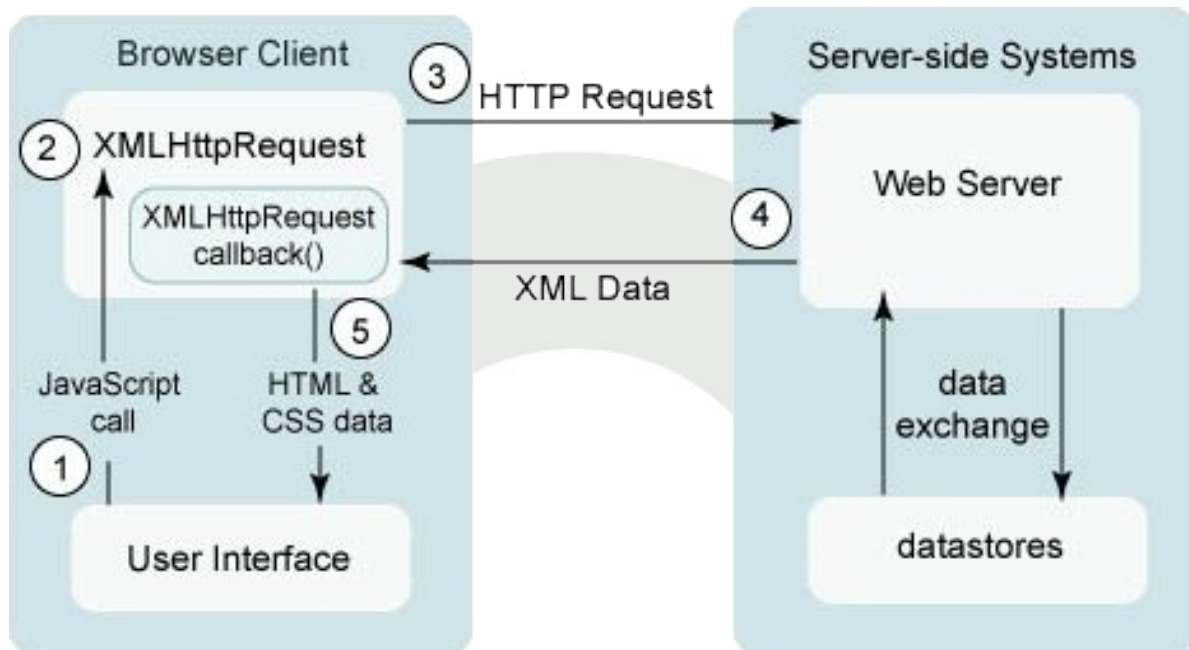 Browser Client
3
HTTP Request
2
XMLHttpRequest
XMLHttpRequest
callback()
4
XML Data
5
JavaScript
call
HTML &
CSS data
1
User Interface
Server-side Systems
Web Server
data
exchange
datastores